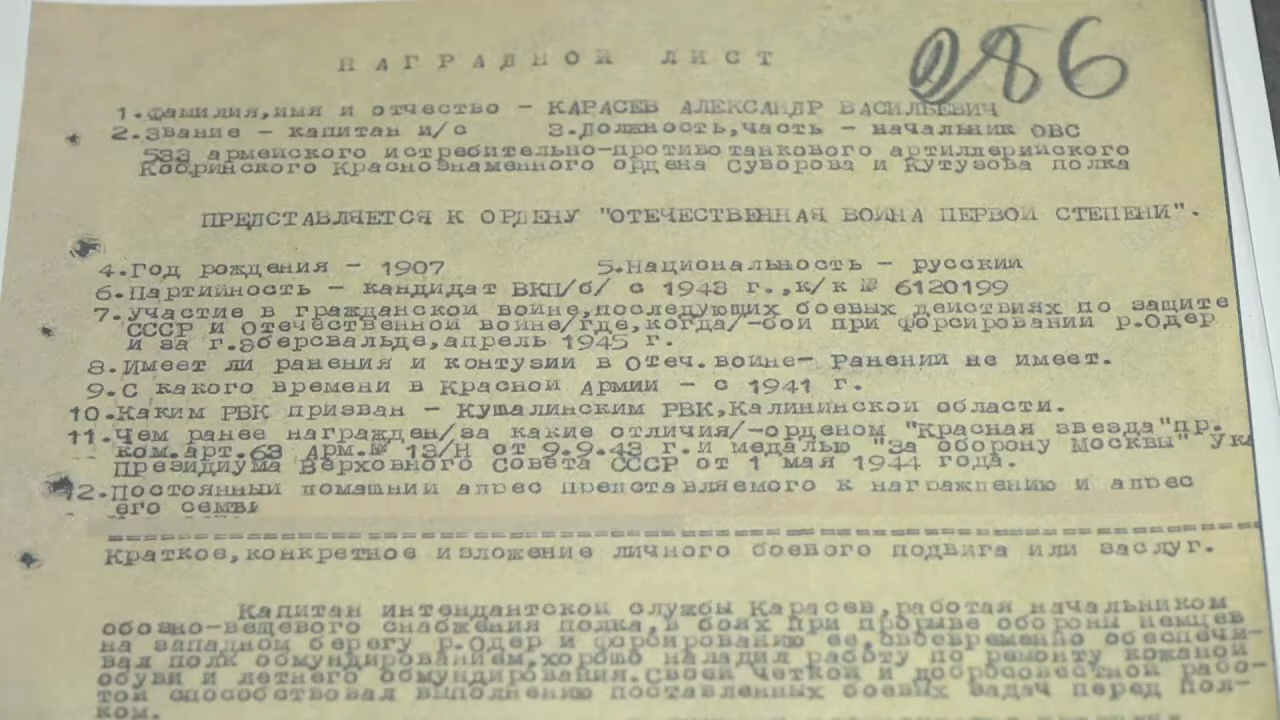 286
НАГРАДНОЙ ЛИСТ
1.Фамилия,имя и отчество - КАРАСЕВ АЛЕКСАНДР ВАСИЛЬЕВИЧ
2.Звание - капитан и/с 3.Должность,часть - начальник ОВС
533 армейского истребительно-противотанкового артиллерийского
Кобринского Краснознаменного ордена Суворова и Кутузова полка
ПРЕДСТАВЛЯЕТСЯ К ОРДЕНУ "ОТЕЧЕСТВЕННАЯ ВОЙНА ПЕРВОЙ СТЕПЕНИ".
4.Год рождения - 1907 5.Национальность - русский
6.Партийность - кандидат ВКП/б/ с 1943 г.,к/к № 6120199
7.Участие в гражданской войне,последующих боевых действиях по защите
СССР и Отечественной войне/где,когда/-бои при форсировании р.Одер
и за г.Эберсвальде,апрель 1945 г.
8.Имеет ли ранения и контузии в Отеч.войне- Ранений не имеет.
9.С какого времени в Красной Армии - с 1941 г.
10.Каким РВК призван - Кушалинским РВК,Калининской области.
11.Чем ранее награжден/за какие отличия/-орденом "Красная звезда"пр.
ком.арт.63 Арм.№ 13/Н от 9.9.43 г.и медалью "За оборону Москвы" Ука
Президиума Верховного Совета СССР от 1 мая 1944 года.
12.Постоянный домашний адрес представляемого к награждению и адрес
его семьи
Краткое,конкретное изложение личного боевого подвига или заслуг.
Капитан интендантской службы Карасев,работая начальником
обозно-вещевого снабжения полка,в боях при прорыве обороны немцев
на западном берегу р.Одер и форсированию ее,своевременно обеспечи-
вал полк обмундированием,хорошо наладил работу по ремонту кожаной
обуви и летнего обмундирования.Своей четкой и добросовестной рабо-
той способствовал выполнению поставленных боевых задач перед пол-
ком.